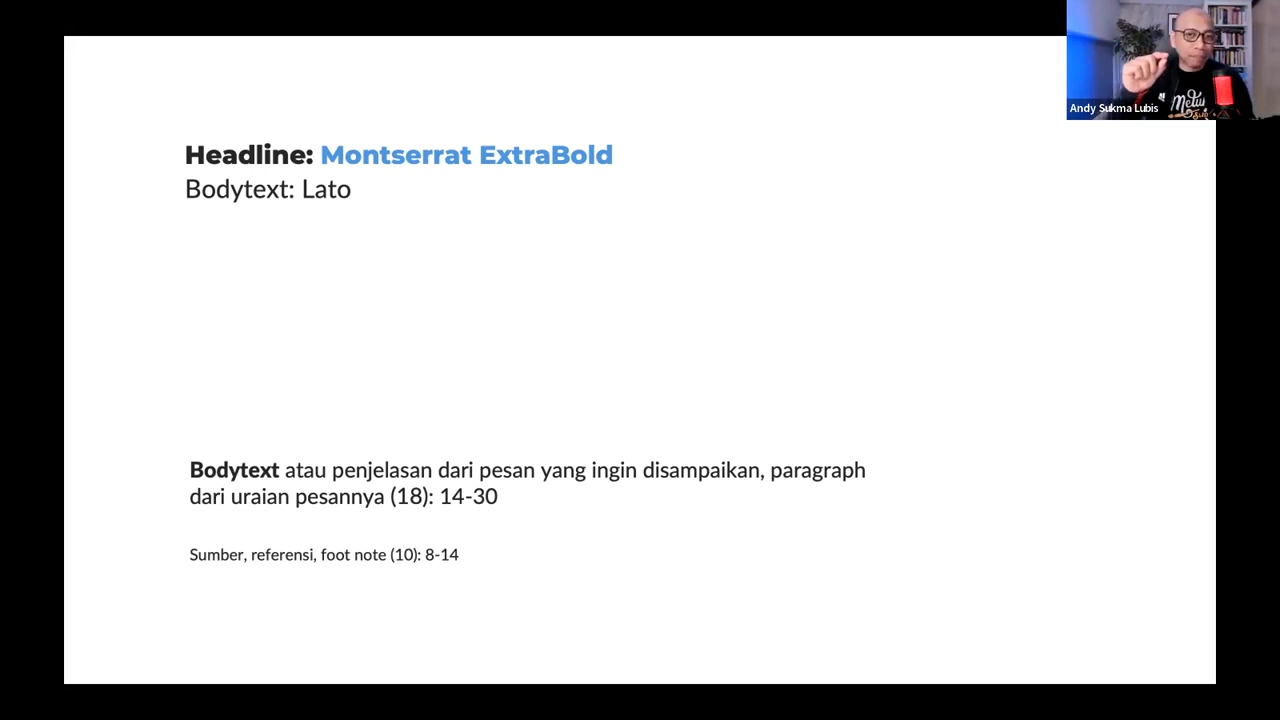 Headline: Montserrat ExtraBold
Bodytext: Lato
Bodytext atau penjelasan dari pesan yang ingin disampaikan, paragraph
dari uraian pesannya (18): 14-30
Sumber, referensi, foot note (10): 8-14
Andy Sukma Lubis